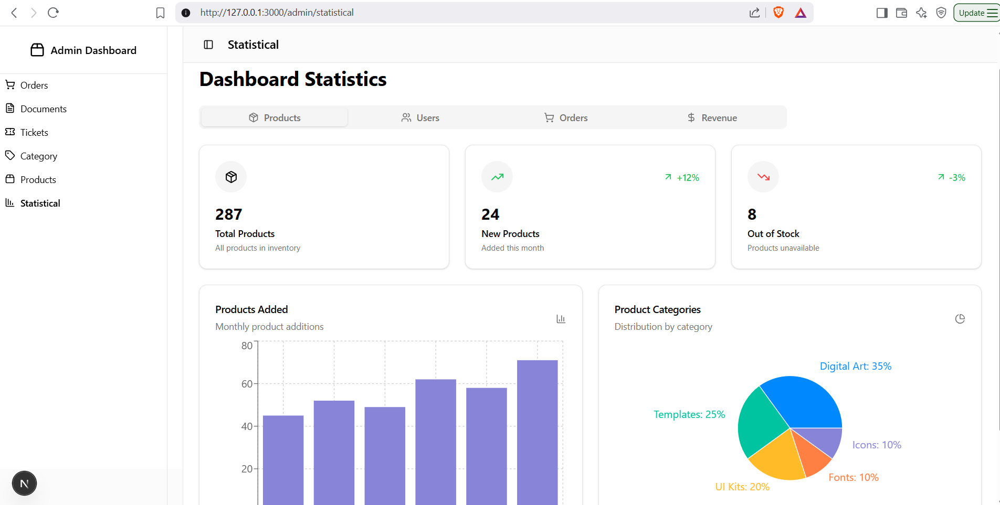 http://127.0.0.1:3000/admin/statistical
Update
Admin Dashboard
Orders
Documents
Tickets
Category
Products
Statistical
N
Statistical
Dashboard Statistics
Products
Users
Orders
Revenue
287
Total Products
All products in inventory
+12%
24
New Products
Added this month
-3%
8
Out of Stock
Products unavailable
Products Added
Monthly product additions
80
60
40
20
Product Categories
Distribution by category
Digital Art: 35%
Templates: 25%
Icons: 10%
Fonts: 10%
UI Kits: 20%